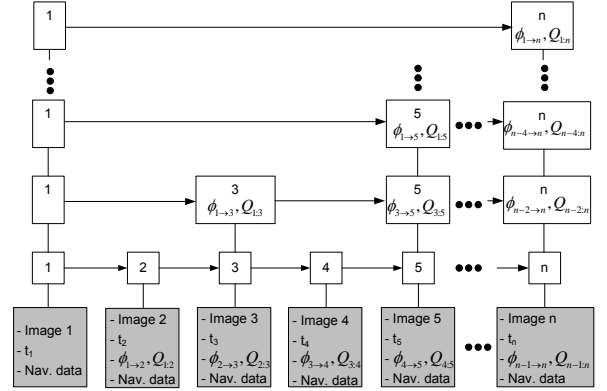 1 n
ϕ1→n, Q1:n
1 5 n
ϕ1→5, Q1:5 ϕn-4→n, Qn-4:n
1 3 5 n
ϕ1→3, Q1:3 ϕ3→5, Q3:5 ϕn-2→n, Qn-2:n
1 2 3 4 5 n
- Image 1
- t1
- Nav. data
- Image 2
- t2
- ϕ1→2, Q1:2
- Nav. data
- Image 3
- t3
- ϕ2→3, Q2:3
- Nav. data
- Image 4
- t4
- ϕ3→4, Q3:4
- Nav. data
- Image 5
- t5
- ϕ4→5, Q4:5
- Nav. data
- Image n
- tn
- ϕn-1→n, Qn-1:n
- Nav. data